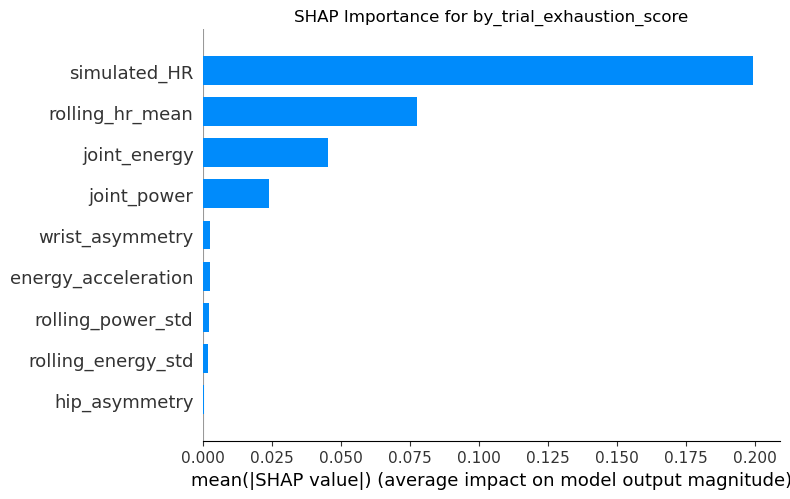 SHAP Importance for by_trial_exhaustion_score
simulated_HR
rolling_hr_mean
joint_energy
joint_power
wrist_asymmetry
energy_acceleration
rolling_power_std
rolling_energy_std
hip_asymmetry
0.000 0.025 0.050 0.075 0.100 0.125 0.150 0.175 0.200
mean(|SHAP value|) (average impact on model output magnitude)